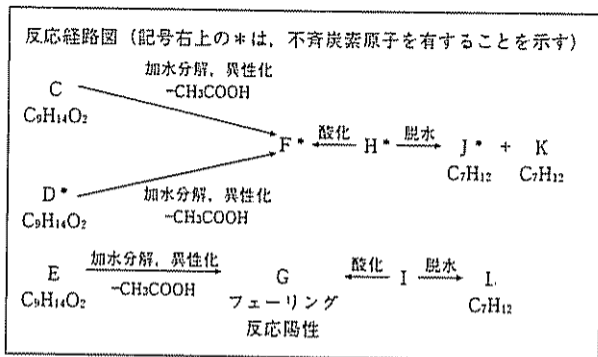 反応経路図（記号右上の＊は，不斉炭素原子を有することを示す）
加水分解，異性化
C
−CH₃COOH
C₉H₁₄O₂
F* 酸化 H* 脱水 J* + K
C₇H₁₂ C₇H₁₂
D*
加水分解，異性化
C₉H₁₄O₂
−CH₃COOH
E 加水分解，異性化 G 酸化 I 脱水 L
C₉H₁₄O₂ −CH₃COOH フェーリング C₇H₁₂
反応陽性